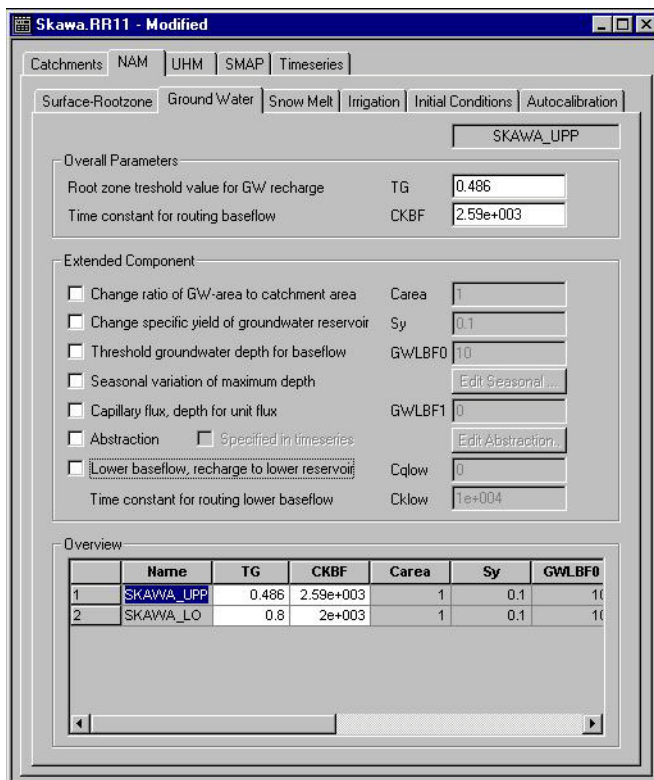 Skawa.RR11 - Modified
Catchments NAM UHM SMAP Timeseries
Surface-Rootzone Ground Water Snow Melt Irrigation Initial Conditions Autocalibration
SKAWA_UPP
Overall Parameters
Root zone treshold value for GW recharge TG 0.486
Time constant for routing baseflow CKBF 2.59e+003
Extended Component
Change ratio of GW-area to catchment area Carea 1
Change specific yield of groundwater reservoir Sy 0.1
Threshold groundwater depth for baseflow GWLBF0 10
Seasonal variation of maximum depth Edit Seasonal ...
Capillary flux, depth for unit flux GWLBF1 0
Abstraction Specified in timeseries Edit Abstraction..
Lower baseflow, recharge to lower reservoir Cqlow 0
Time constant for routing lower baseflow Cklow 1e+004
Overview
Name TG CKBF Carea Sy GWLBF0
1 SKAWA_UPP 0.486 2.59e+003 1 0.1 10
2 SKAWA_LO 0.8 2e+003 1 0.1 10